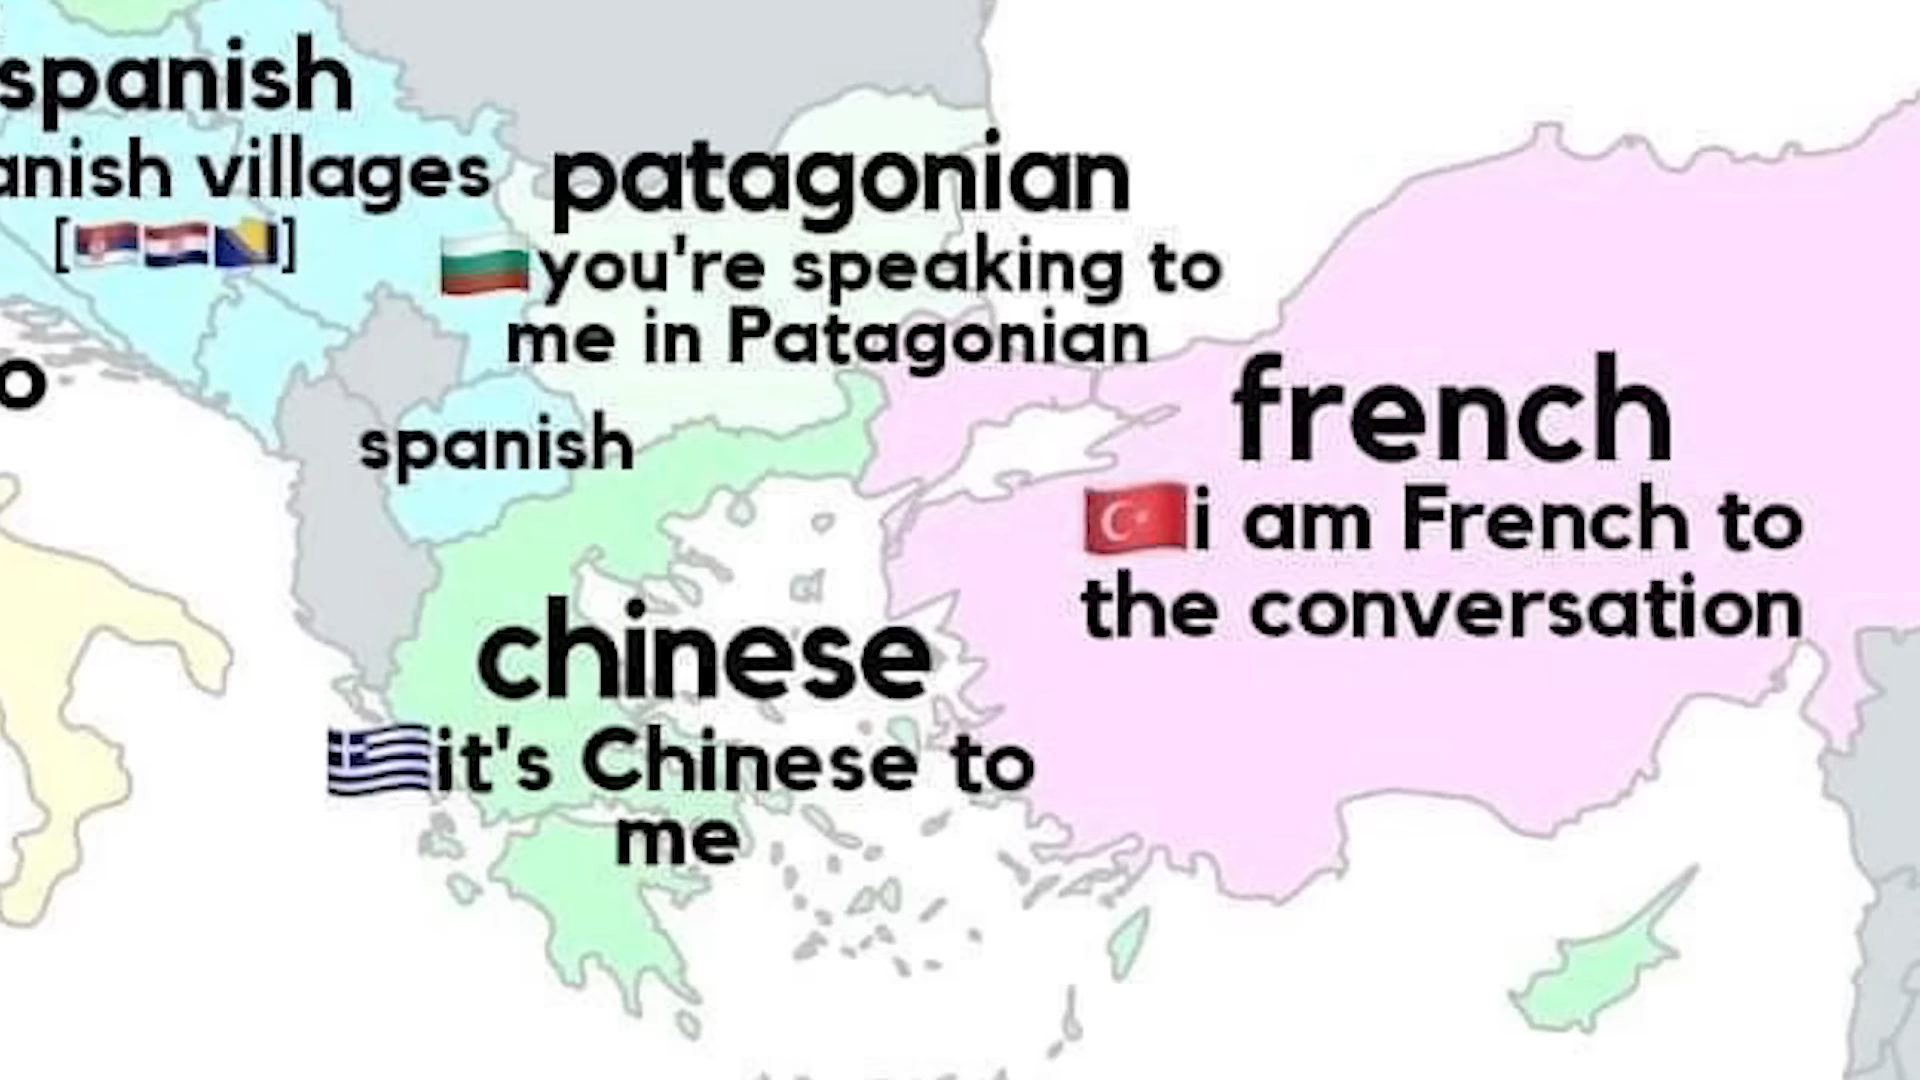 spanish
anish villages
[]
patagonian
you're speaking to
me in Patagonian
o
spanish
french
i am French to
the conversation
chinese
it's Chinese to
me